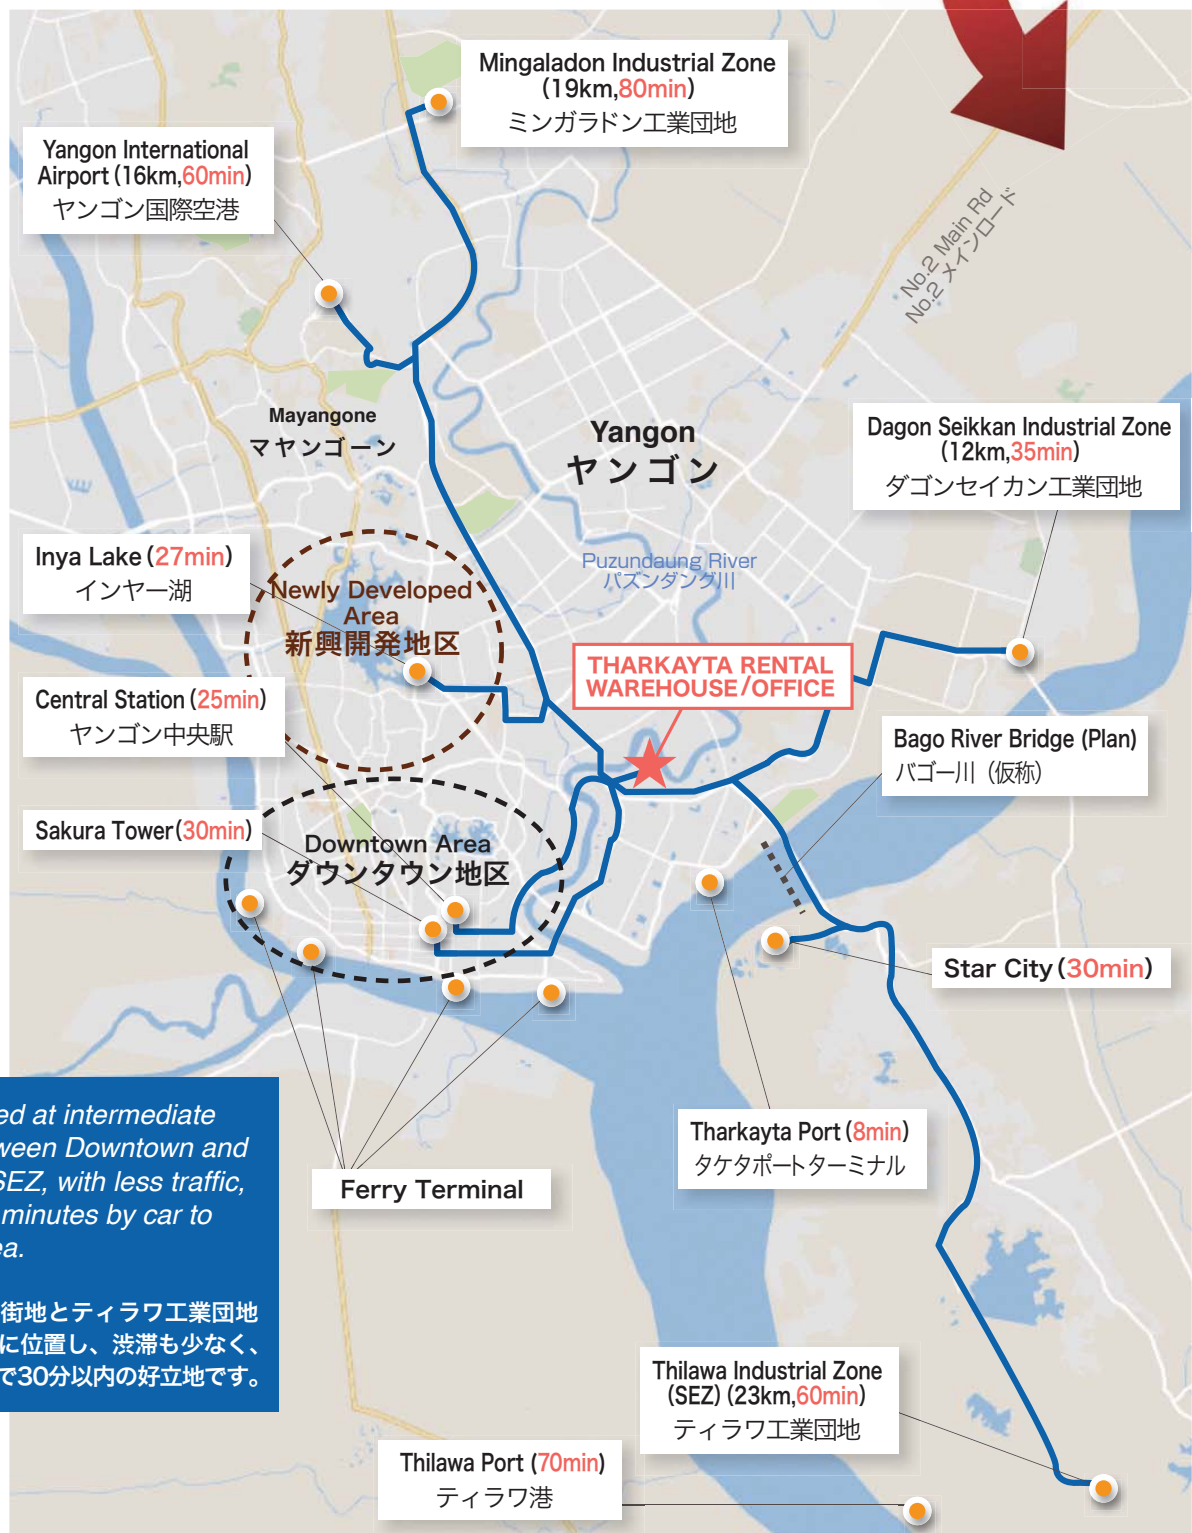 Mingaladon Industrial Zone
(19km,80min)
ミンガラドン工業団地
Yangon International
Airport (16km,60min)
ヤンゴン国際空港
No.2 Main Rd
No.2 メインロード
Mayangone
マヤンゴーン
Yangon
ヤンゴン
Dagon Seikkan Industrial Zone
(12km,35min)
ダゴンセイカン工業団地
Inya Lake (27min)
インヤー湖
Newly Developed
Area
新興開発地区
Puzundaung River
パズンダング川
THARKAYTA RENTAL
WAREHOUSE/OFFICE
Central Station (25min)
ヤンゴン中央駅
Bago River Bridge (Plan)
バゴー川（仮称）
Sakura Tower(30min)
Downtown Area
ダウンタウン地区
Star City (30min)
ed at intermediate
ween Downtown and
SEZ, with less traffic,
minutes by car to
ea.
街地とティラワ工業団地
に位置し、渋滞も少なく、
で30分以内の好立地です。
Ferry Terminal
Tharkayta Port (8min)
タケタポートターミナル
Thilawa Industrial Zone
(SEZ) (23km,60min)
ティラワ工業団地
Thilawa Port (70min)
ティラワ港